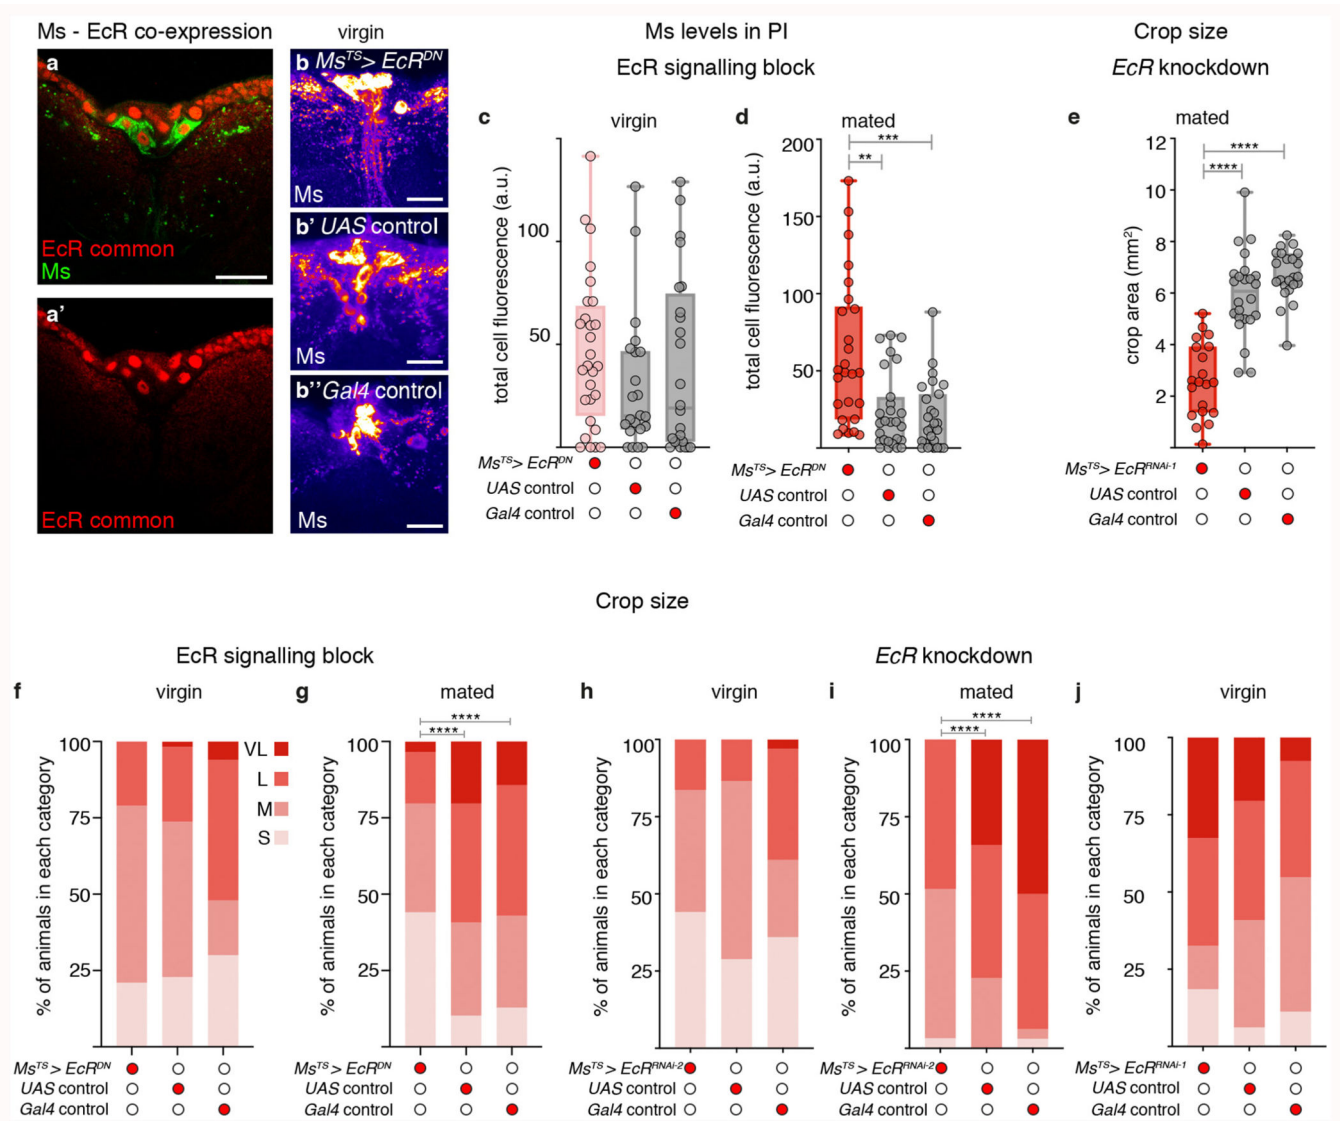 Ms - EcR co-expression
virgin
Ms levels in PI
Crop size
EcR signalling block
EcR knockdown
a
EcR common
Ms
a'
EcR common
b Ms^TS> EcR^DN
Ms
b' UAS control
Ms
b'' Gal4 control
Ms
c
virgin
total cell fluorescence (a.u.)
100
50
Ms^TS> EcR^DN
UAS control
Gal4 control
d
mated
***
**
total cell fluorescence (a.u.)
200
150
100
50
Ms^TS> EcR^DN
UAS control
Gal4 control
e
mated
****
****
crop area (mm²)
12
10
8
6
4
2
Ms^TS> EcR^RNAi-1
UAS control
Gal4 control
Crop size
EcR signalling block
EcR knockdown
f
virgin
% of animals in each category
100
75
50
25
VL
L
M
S
Ms^TS> EcR^DN
UAS control
Gal4 control
g
mated
****
****
% of animals in each category
100
75
50
25
Ms^TS> EcR^DN
UAS control
Gal4 control
h
virgin
% of animals in each category
100
75
50
25
Ms^TS> EcR^RNAi-2
UAS control
Gal4 control
i
mated
****
****
% of animals in each category
100
75
50
25
Ms^TS> EcR^RNAi-2
UAS control
Gal4 control
j
virgin
% of animals in each category
100
75
50
25
Ms^TS> EcR^RNAi-1
UAS control
Gal4 control